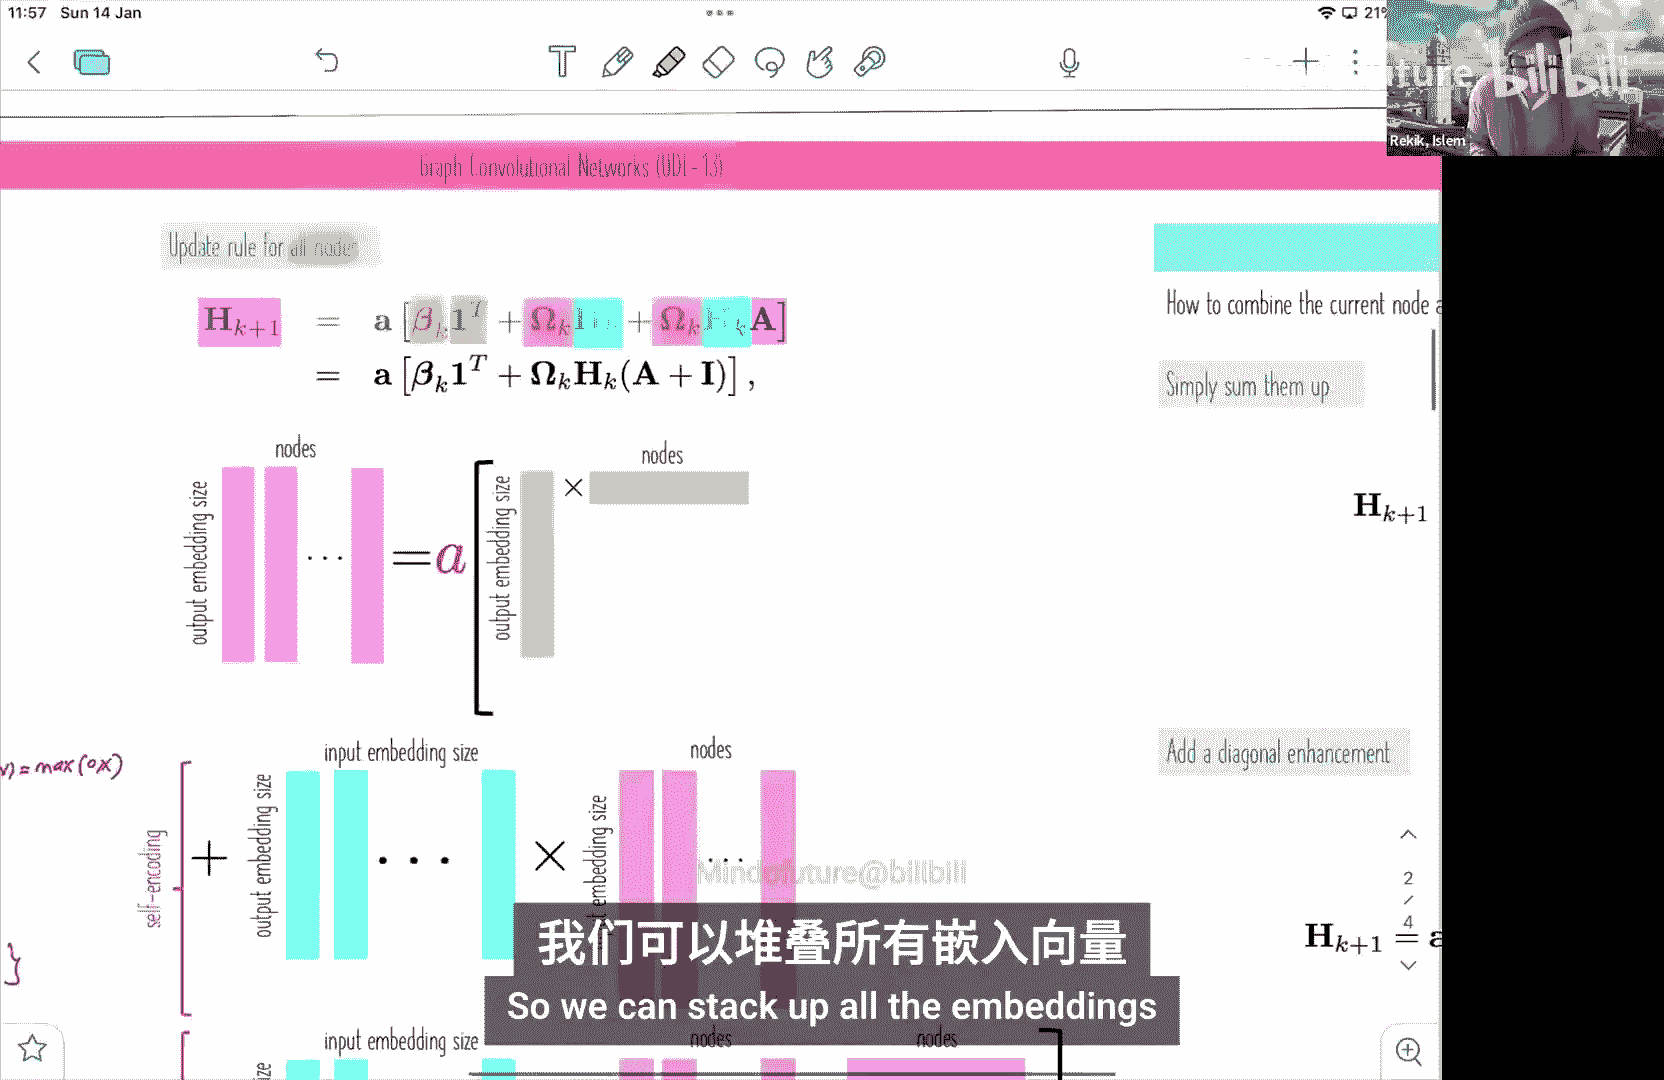 11:57 Sun 14 Jan
21%
bilibili
Rekik, Islem
Graph Convolutional Networks (UDL - 13)
Update rule for all nodes
H_{k+1} = a [β_k 1^T + Ω_k H_k + Ω_k H_k A]
= a [β_k 1^T + Ω_k H_k (A + I)] ,
How to combine the current node a
Simply sum them up
H_{k+1}
nodes
nodes
output embedding size
... = a
output embedding size
×
Add a diagonal enhancement
= max(0,x)
input embedding size
nodes
self-encoding
+
output embedding size
...
×
embedding size
...
Mindofuture@bilibili
2
4
H_{k+1} = a
我们可以堆叠所有嵌入向量
So we can stack up all the embeddings
input embedding size
nodes
nodes